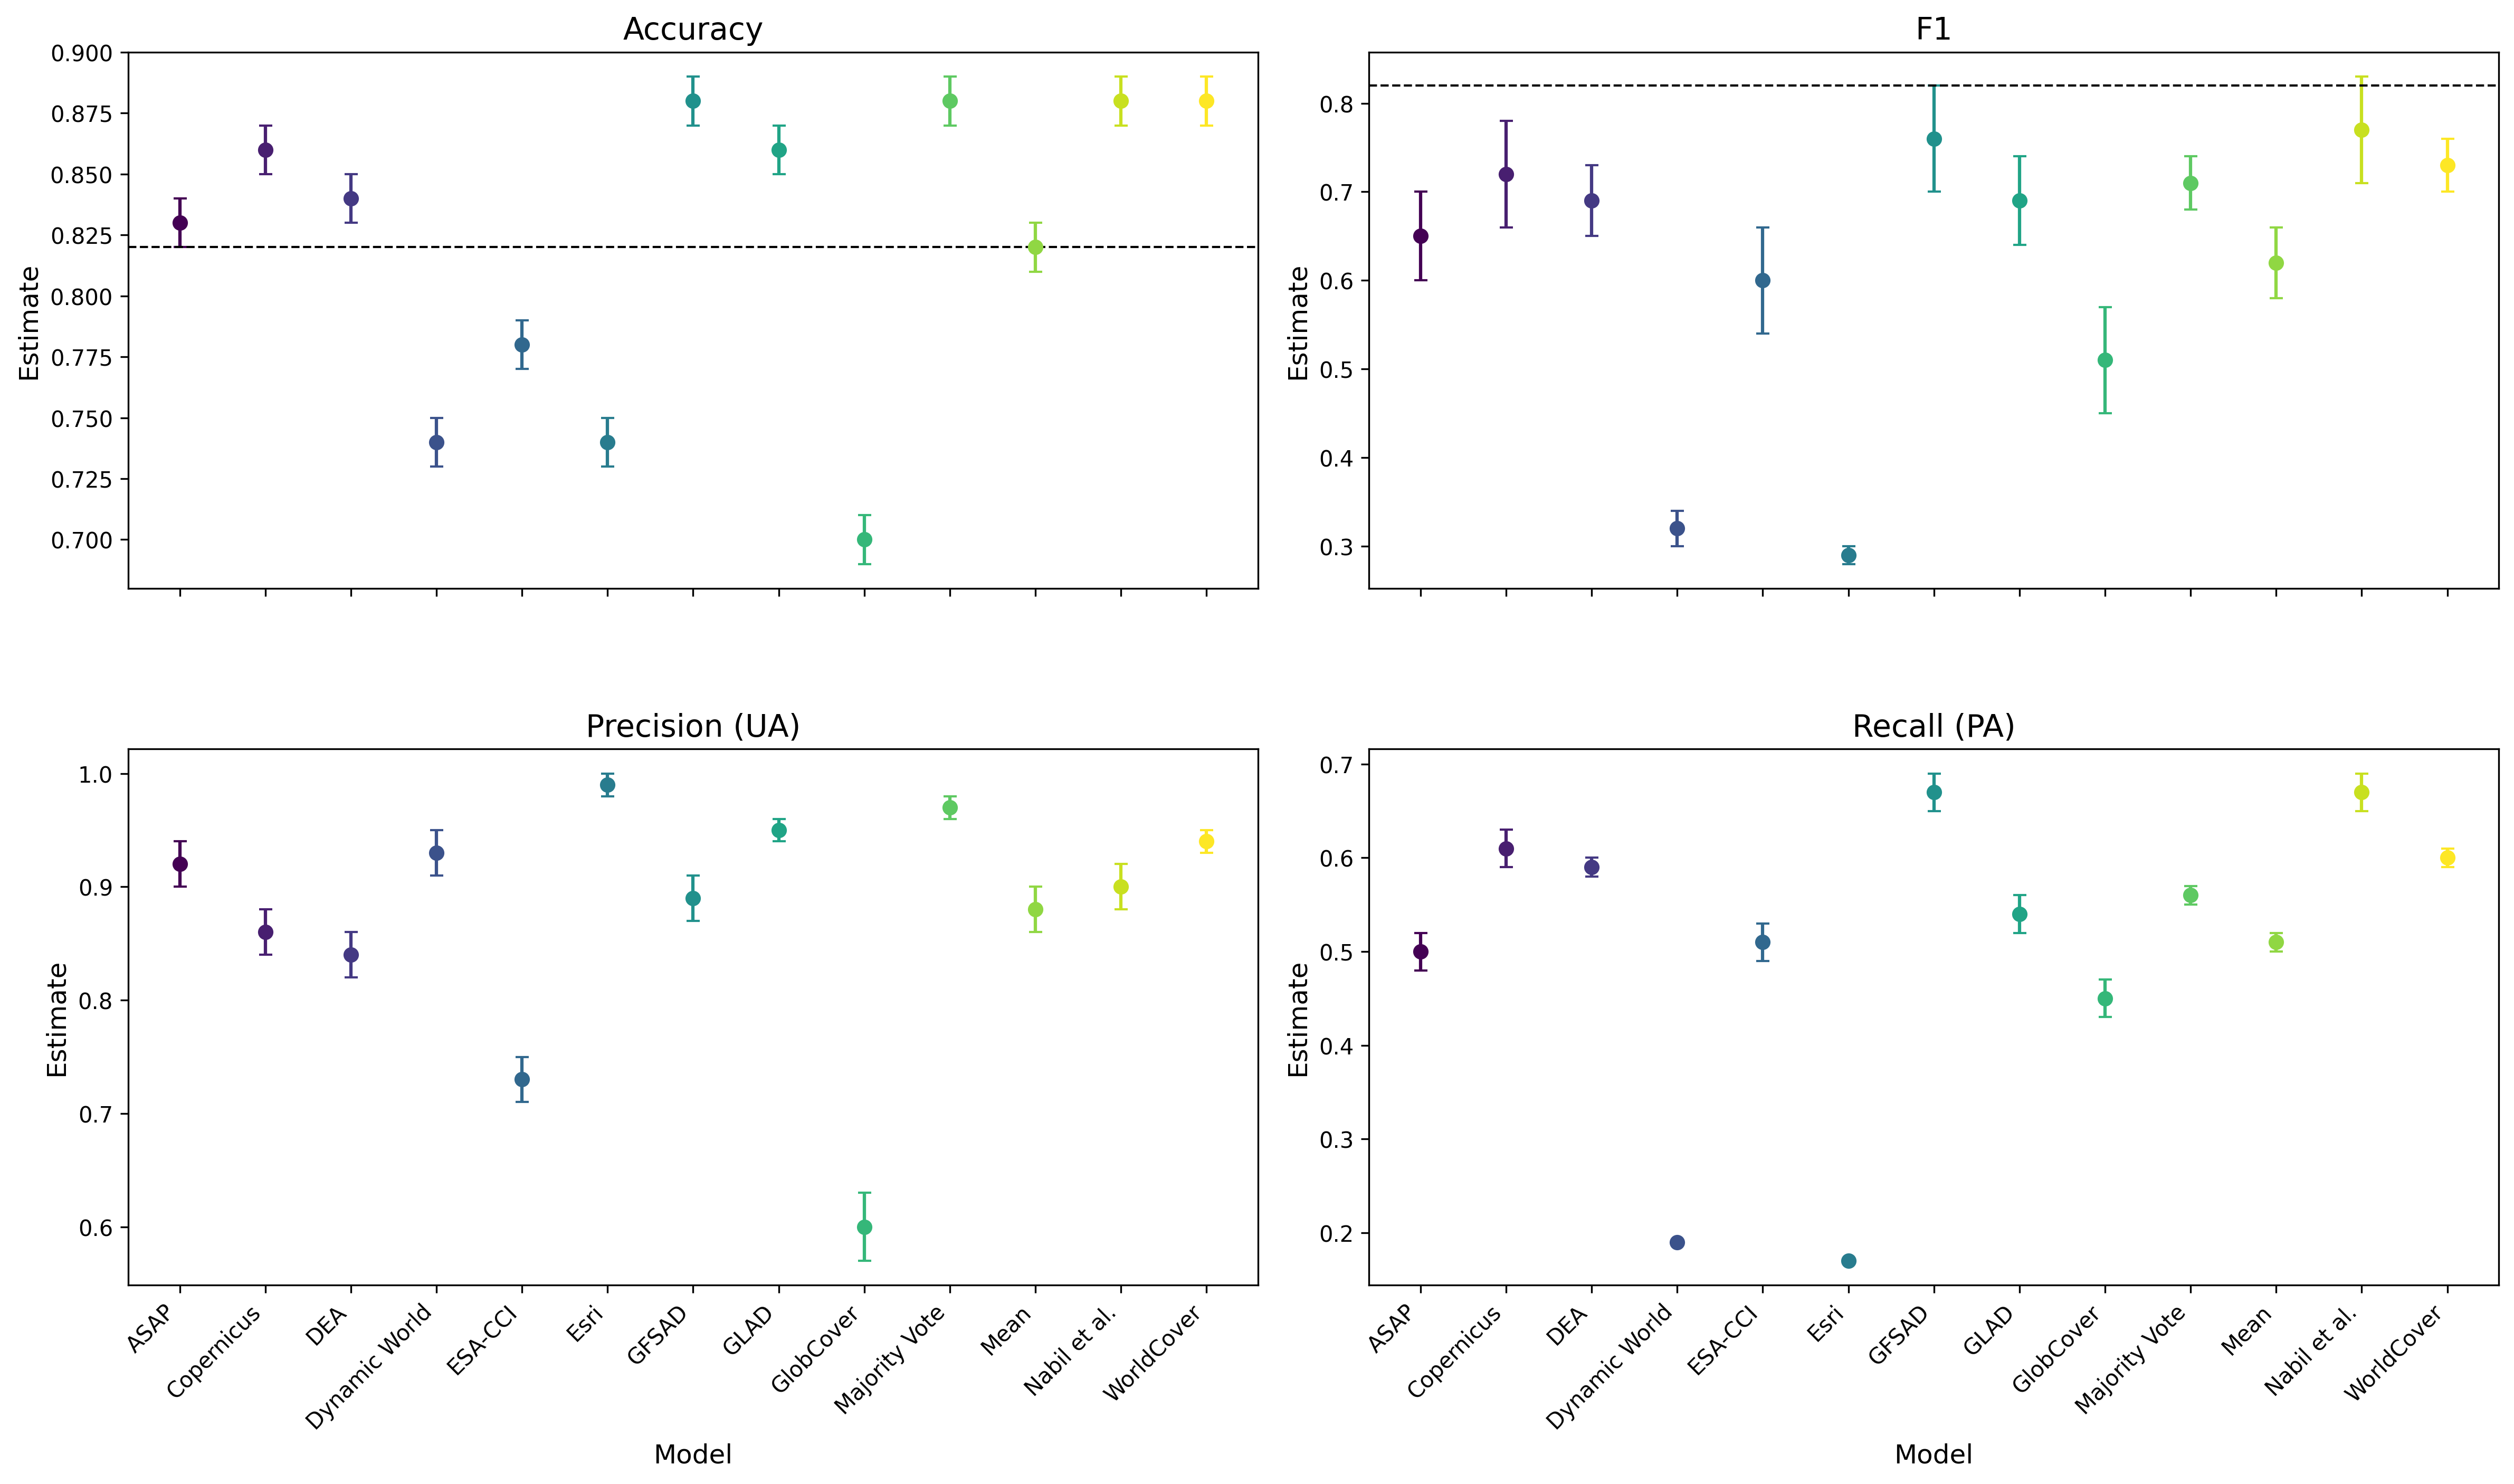 Accuracy
0.900
0.875
0.850
0.825
0.800
0.775
0.750
0.725
0.700
Estimate
F1
0.8
0.7
0.6
0.5
0.4
0.3
Estimate
Precision (UA)
1.0
0.9
0.8
0.7
0.6
Estimate
ASAP
Copernicus
DEA
Dynamic World
ESA-CCI
Esri
GFSAD
GLAD
GlobCover
Majority Vote
Mean
Nabil et al.
WorldCover
Model
Recall (PA)
0.7
0.6
0.5
0.4
0.3
0.2
Estimate
ASAP
Copernicus
DEA
Dynamic World
ESA-CCI
Esri
GFSAD
GLAD
GlobCover
Majority Vote
Mean
Nabil et al.
WorldCover
Model